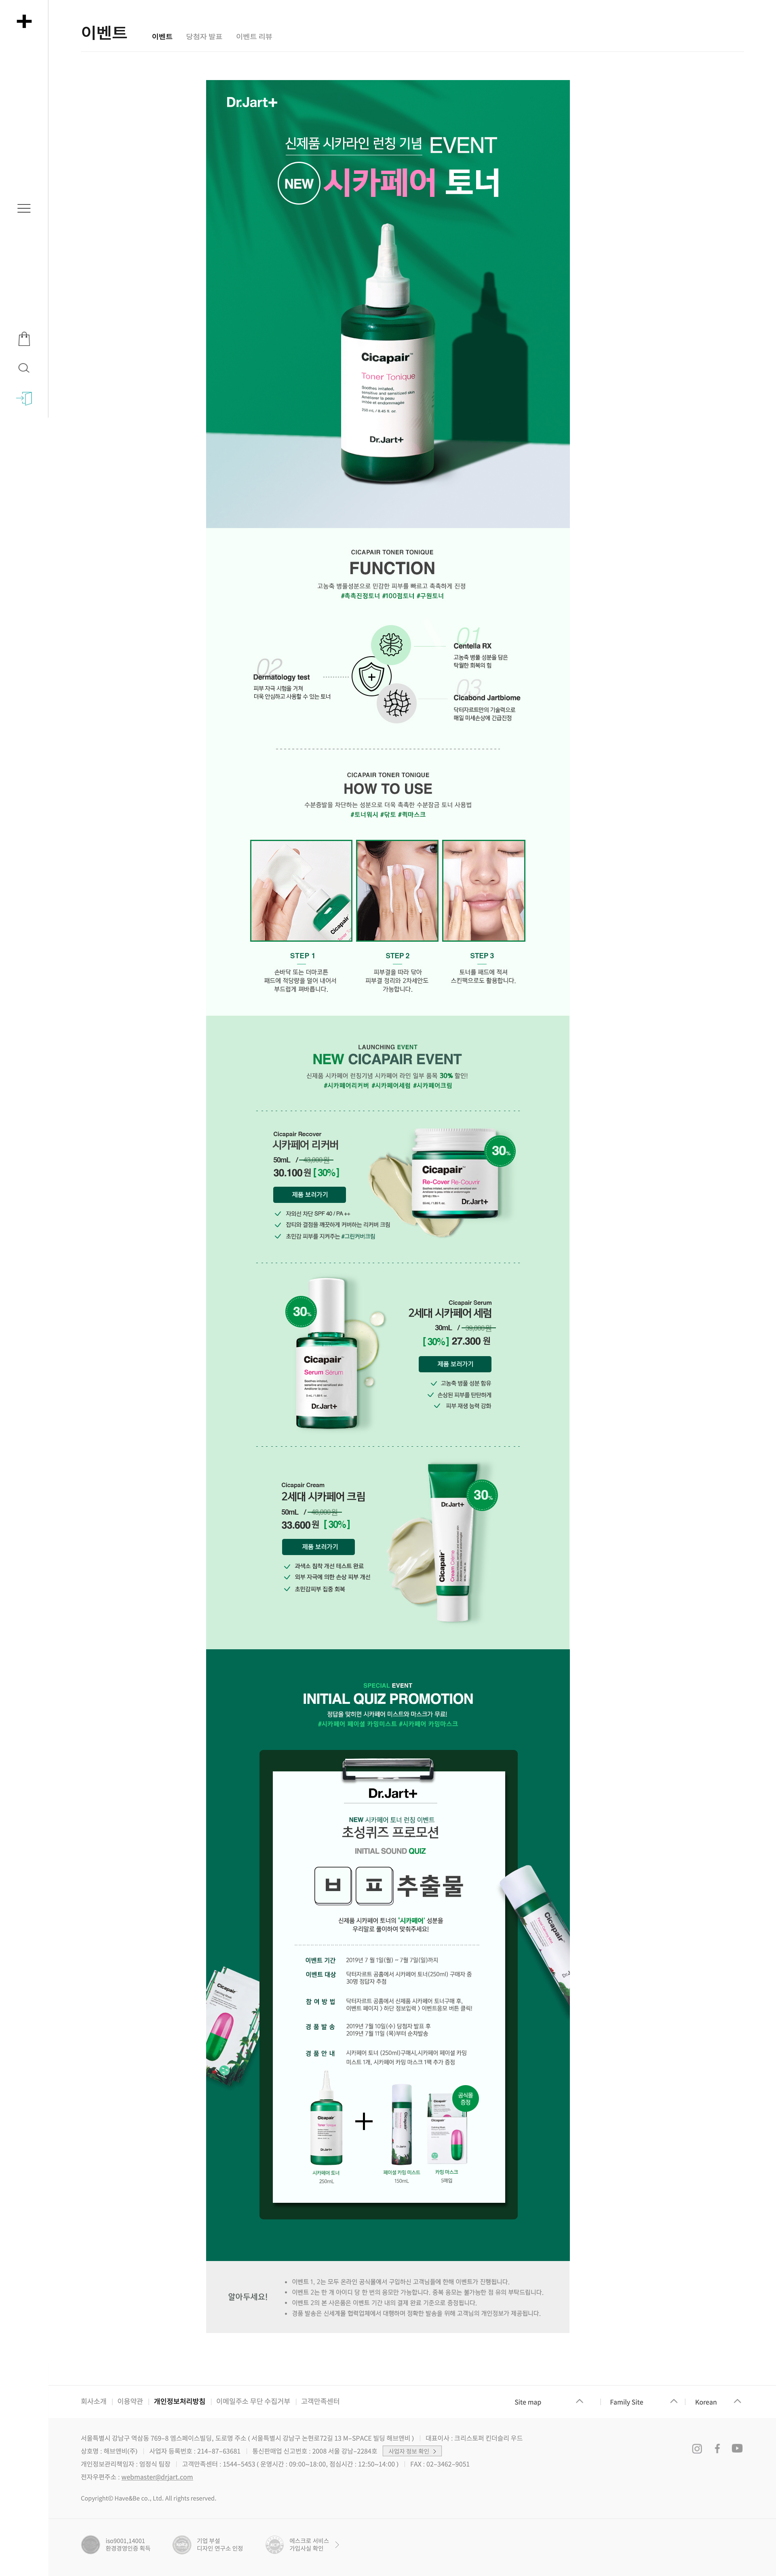 이벤트
이벤트 당첨자 발표 이벤트 리뷰
Dr.Jart+
신제품 시카라인 런칭 기념 EVENT
NEW 시카페어 토너
Cicapair™
Toner Tonique
Dr.Jart+
CICAPAIR TONER TONIQUE
FUNCTION
고농축 병풀성분으로 민감한 피부를 빠르고 촉촉하게 진정
#촉촉진정토너 #100점토너 #구원토너
01
Centella RX
고농축 병풀 성분을 담은
탁월한 회복의 힘
02
Dermatology test
피부 자극 시험을 거쳐
더욱 안심하고 사용할 수 있는 토너
03
Cicabond Jartbiome
닥터자르트만의 기술력으로
매일 미세손상에 긴급진정
CICAPAIR TONER TONIQUE
HOW TO USE
수분증발을 차단하는 성분으로 더욱 촉촉한 수분잠금 토너 사용법
#토너워시 #닦토 #퀵마스크
STEP 1
손바닥 또는 더마코튼
패드에 적당량을 덜어 내어서
부드럽게 펴바릅니다.
STEP 2
피부결을 따라 닦아
피부결 정리와 2차세안도
가능합니다.
STEP 3
토너를 패드에 적셔
스킨팩으로도 활용합니다.
LAUNCHING EVENT
NEW CICAPAIR EVENT
신제품 시카페어 런칭기념 시카페어 라인 일부 품목 30% 할인!
#시카페어리커버 #시카페어세럼 #시카페어크림
Cicapair Recover
시카페어 리커버
50mL / 43,000원
30.100원 [30%]
제품 보러가기
자외선 차단 SPF 40 / PA ++
잡티와 결점을 깨끗하게 커버하는 리커버 크림
초민감 피부를 지켜주는 #그린커버크림
30%
Cicapair™
Re-Cover Re-Couvrir
Dr.Jart+
30%
Cicapair™
Serum Sérum
Dr.Jart+
Cicapair Serum
2세대 시카페어 세럼
30mL / 39,000원
[30%] 27.300 원
제품 보러가기
고농축 병풀 성분 함유
손상된 피부를 탄탄하게
피부 재생 능력 강화
Cicapair Cream
2세대 시카페어 크림
50mL / 48,000원
33.600원 [30%]
제품 보러가기
과색소 침착 개선 테스트 완료
외부 자극에 의한 손상 피부 개선
초민감피부 집중 회복
30%
Dr.Jart+
Cicapair™
Cream Crème
SPECIAL EVENT
INITIAL QUIZ PROMOTION
정답을 맞히면 시카페어 미스트와 마스크가 무료!
#시카페어 페이셜 카밍미스트 #시카페어 카밍마스크
Dr.Jart+
NEW 시카페어 토너 런칭 이벤트
초성퀴즈 프로모션
INITIAL SOUND QUIZ
ㅂ ㅍ 추출물
신제품 시카페어 토너의 '시카페어' 성분을
우리말로 풀이하여 맞춰주세요!
이벤트 기간 2019년 7 월 1일(월) ~ 7월 7일(일)까지
이벤트 대상 닥터자르트 공홈에서 시카페어 토너(250ml) 구매자 중
30명 정답자 추첨
참 여 방 법 닥터자르트 공홈에서 신제품 시카페어 토너구매 후,
이벤트 페이지 > 하단 정보입력 > 이벤트응모 버튼 클릭!
경 품 발 송 2019년 7월 10일(수) 당첨자 발표 후
2019년 7월 11일 (목)부터 순차발송
경 품 안 내 시카페어 토너 (250ml)구매시,시카페어 페이셜 카밍
미스트 1개, 시카페어 카밍 마스크 1팩 추가 증정
공식몰
증정
시카페어 토너
250mL
페이셜 카밍 미스트
150mL
카밍 마스크
5매입
알아두세요!
이벤트 1, 2는 모두 온라인 공식몰에서 구입하신 고객님들에 한해 이벤트가 진행됩니다.
이벤트 2는 한 개 아이디 당 한 번의 응모만 가능합니다. 중복 응모는 불가능한 점 유의 부탁드립니다.
이벤트 2의 본 사은품은 이벤트 기간 내의 결제 완료 기준으로 증정됩니다.
경품 발송은 신세계몰 협력업체에서 대행하며 정확한 발송을 위해 고객님의 개인정보가 제공됩니다.
회사소개 이용약관 개인정보처리방침 이메일주소 무단 수집거부 고객만족센터
Site map Family Site Korean
서울특별시 강남구 역삼동 769-8 엠스페이스빌딩, 도로명 주소 ( 서울특별시 강남구 논현로72길 13 M-SPACE 빌딩 해브앤비 ) 대표이사 : 크리스토퍼 킨더슬리 우드
상호명 : 해브앤비(주) 사업자 등록번호 : 214-87-63681 통신판매업 신고번호 : 2008 서울 강남-2284호 사업자 정보 확인 >
개인정보관리책임자 : 엄정식 팀장 고객만족센터 : 1544-5453 ( 운영시간 : 09:00~18:00, 점심시간 : 12:50~14:00 ) FAX : 02-3462-9051
전자우편주소 : webmaster@drjart.com
Copyright© Have&Be co., Ltd. All rights reserved.
iso9001,14001
환경경영인증 획득
기업 부설
디자인 연구소 인정
에스크로 서비스
가입사실 확인